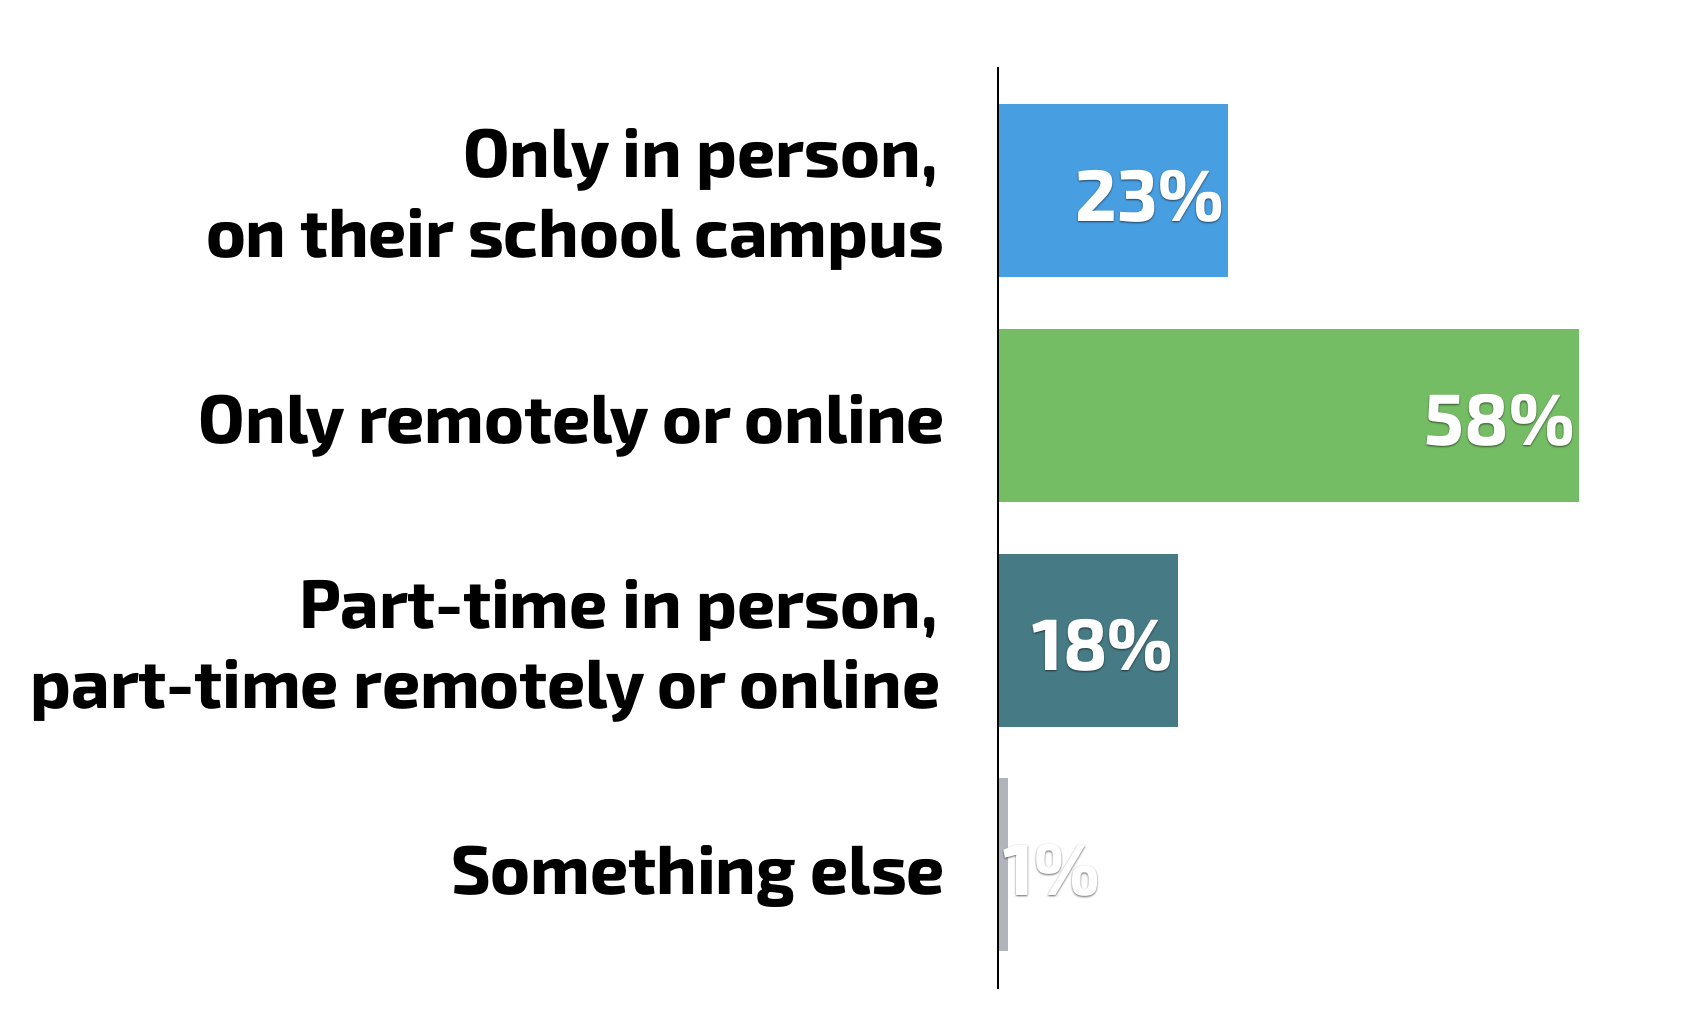 Only in person,
on their school campus
23%
Only remotely or online
58%
Part-time in person,
part-time remotely or online
18%
Something else
1%